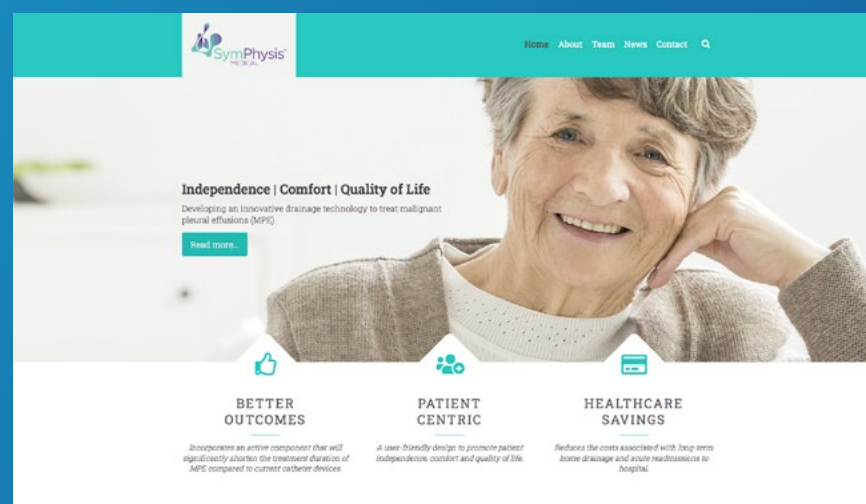 SymPhysis™
MEDICAL
Home About Team News Contact
Independence | Comfort | Quality of Life
Developing an innovative drainage technology to treat malignant
pleural effusions (MPE)
Read more...
BETTER
OUTCOMES
PATIENT
CENTRIC
HEALTHCARE
SAVINGS
Incorporates an active component that will
significantly shorten the treatment duration of
MPE compared to current catheter devices.
A user-friendly design to promote patient
independence, comfort and quality of life.
Reduces the costs associated with long-term
home drainage and acute readmissions to
hospital.